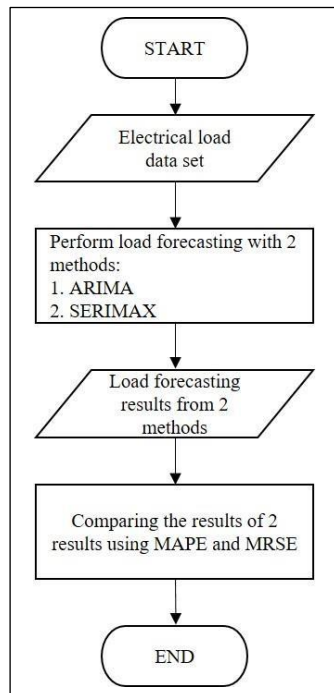 START
Electrical load
data set
Perform load forecasting with 2
methods:
1. ARIMA
2. SERIMAX
Load forecasting
results from 2
methods
Comparing the results of 2
results using MAPE and MRSE
END